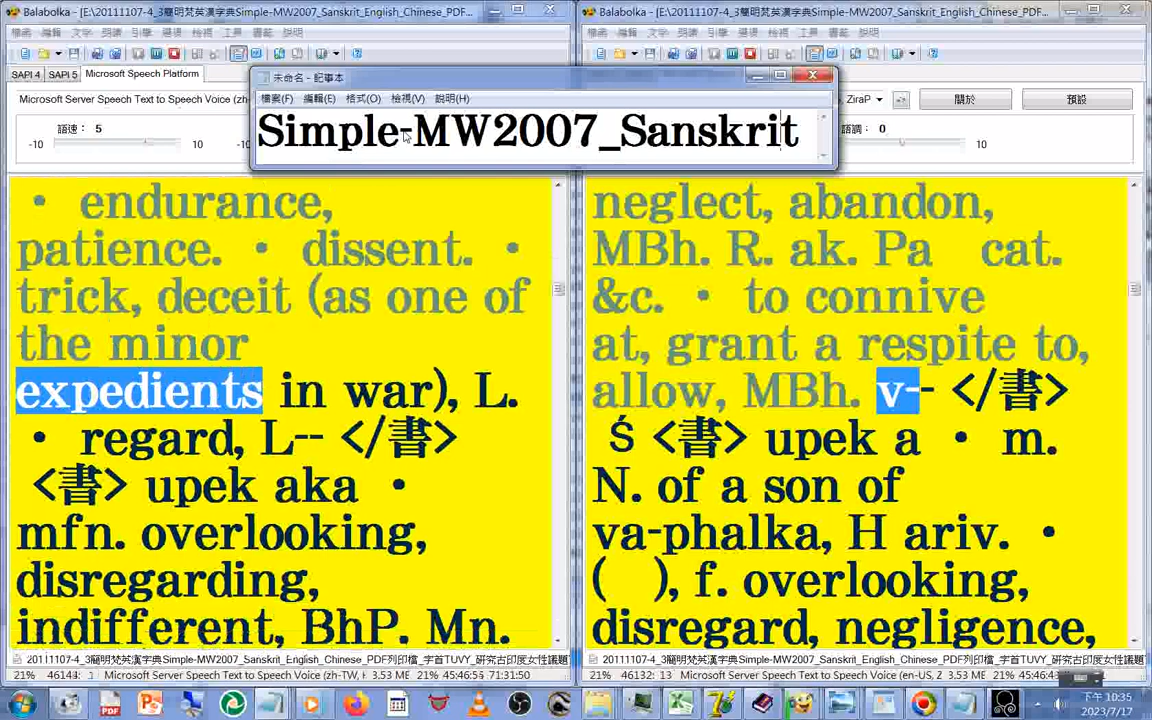 Balabolka - [E:\20111107-4_3簡明梵英漢字典Simple-MW2007_Sanskrit_English_Chinese_PDF...
Balabolka - [E:\20111107-4_3簡明梵英漢字典Simple-MW2007_Sanskrit_English_Chinese_PDF...
SAPI 4 SAPI 5 Microsoft Speech Platform
未命名 - 記事本
檔案(F) 編輯(E) 格式(O) 檢視(V) 說明(H)
Simple-MW2007_Sanskrit
Microsoft Server Speech Text to Speech Voice (zh-
ZiraP
關於
預設
語速： 5
語調： 0
-10 10 -10 10
• endurance,
patience. • dissent. •
trick, deceit (as one of
the minor
expedients in war), L.
• regard, L-- </書>
<書> upek aka •
mfn. overlooking,
disregarding,
indifferent, BhP. Mn.
neglect, abandon,
MBh. R. ak. Pa cat.
&c. • to connive
at, grant a respite to,
allow, MBh. v-- </書>
Ś <書> upek a • m.
N. of a son of
va-phalka, H ariv. •
( ), f. overlooking,
disregard, negligence,
20111107-4_3簡明梵英漢字典Simple-MW2007_Sanskrit_English_Chinese_PDF列印檔_字首TUVY_研究古印度女性議題
20111107-4_3簡明梵英漢字典Simple-MW2007_Sanskrit_English_Chinese_PDF列印檔_字首TUVY_研究古印度女性議題
21% 46143: 1 Microsoft Server Speech Text to Speech Voice (zh-TW, 3.53 MB 45:46:55 71:31:50
21% 46132: 13 Microsoft Server Speech Text to Speech Voice (en-US, Z 3.53 MB 45:46:43
下午 10:35
2023/7/17